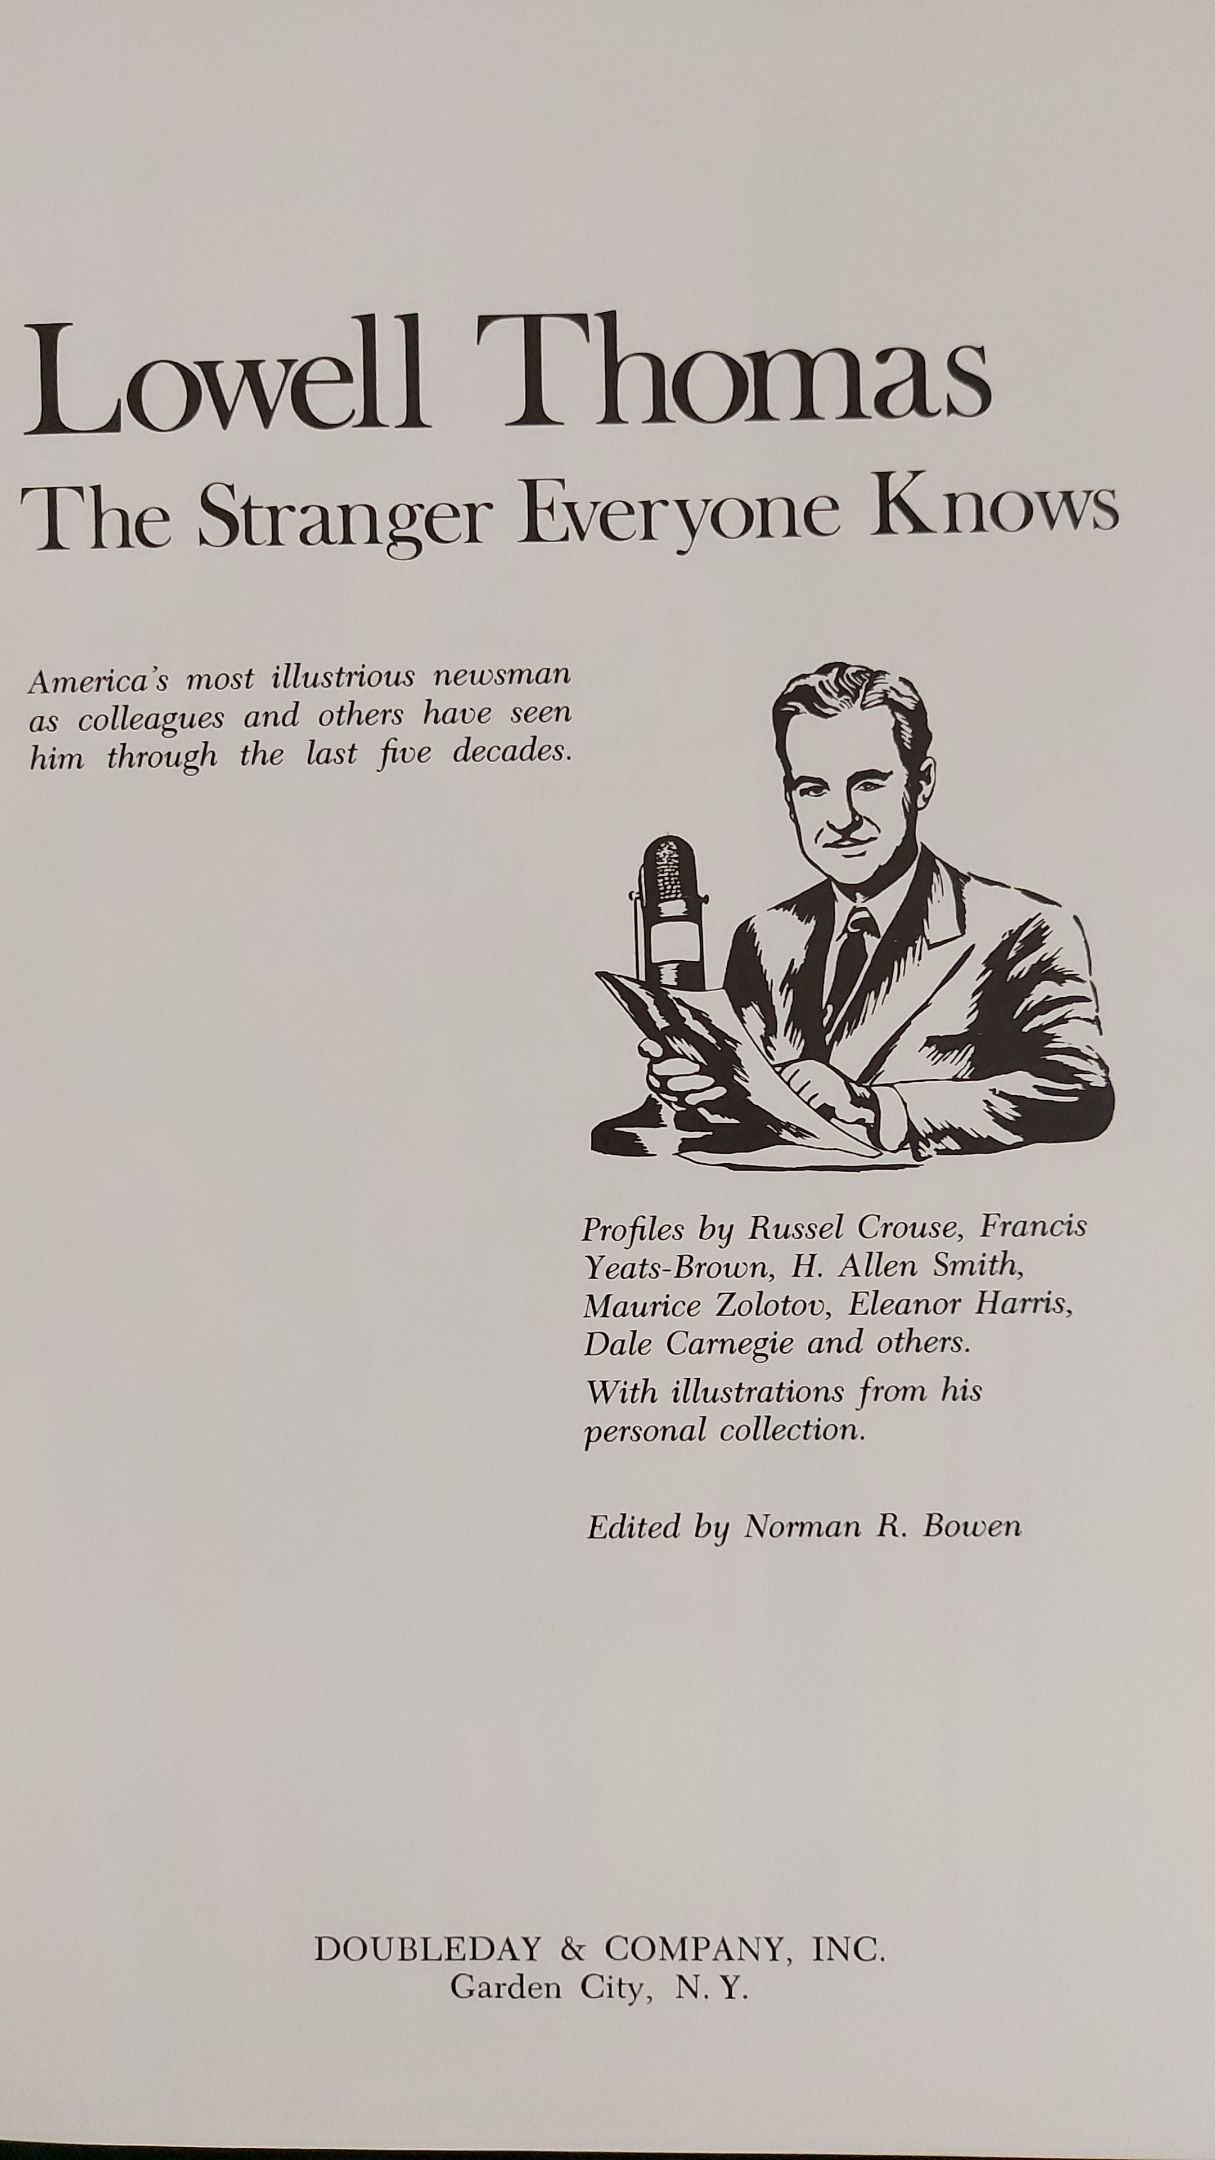 Lowell Thomas
The Stranger Everyone Knows
America's most illustrious newsman
as colleagues and others have seen
him through the last five decades.
Profiles by Russel Crouse, Francis
Yeats-Brown, H. Allen Smith,
Maurice Zolotov, Eleanor Harris,
Dale Carnegie and others.
With illustrations from his
personal collection.
Edited by Norman R. Bowen
DOUBLEDAY & COMPANY, INC.
Garden City, N. Y.